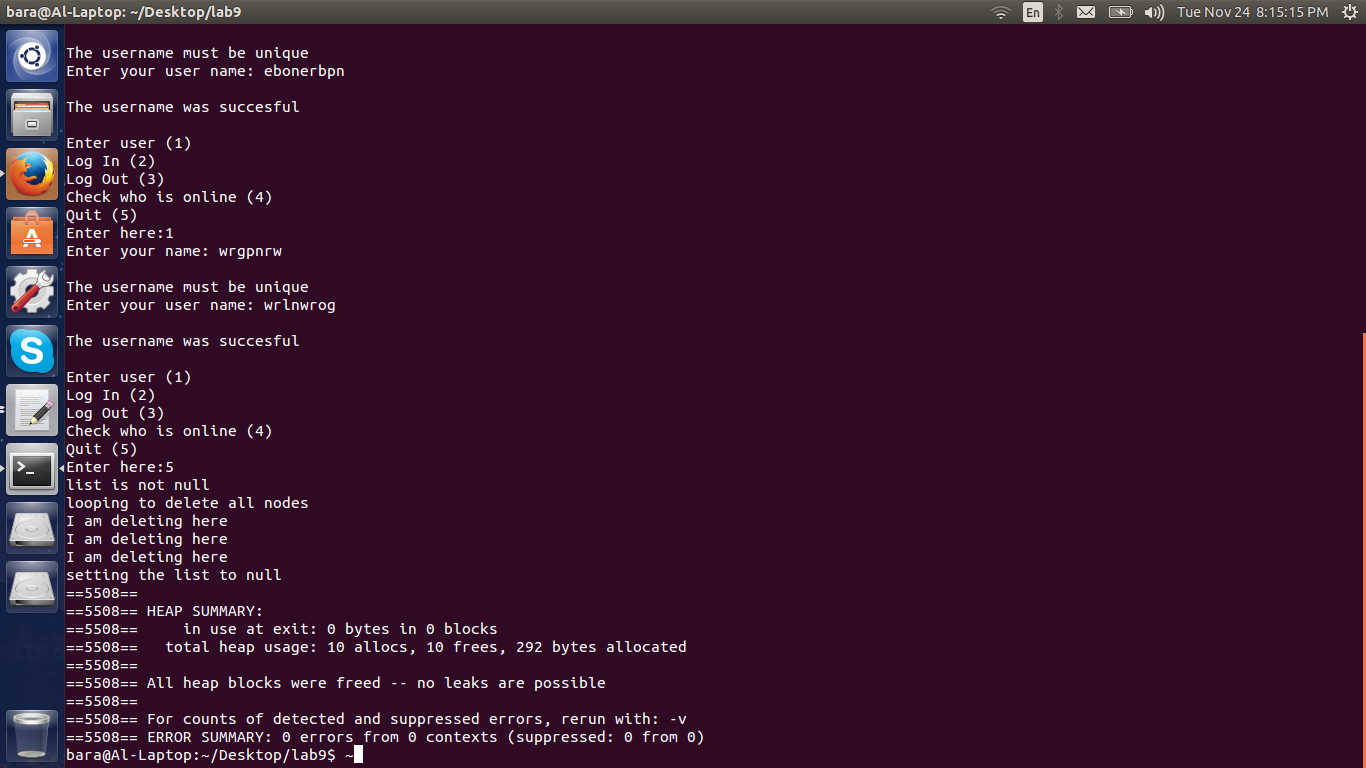 bara@Al-Laptop: ~/Desktop/lab9
En
Tue Nov 24 8:15:15 PM
The username must be unique
Enter your user name: ebonerbpn
The username was succesful
Enter user (1)
Log In (2)
Log Out (3)
Check who is online (4)
Quit (5)
Enter here:1
Enter your name: wrgpnrw
The username must be unique
Enter your user name: wrlnwrog
The username was succesful
Enter user (1)
Log In (2)
Log Out (3)
Check who is online (4)
Quit (5)
Enter here:5
list is not null
looping to delete all nodes
I am deleting here
I am deleting here
I am deleting here
setting the list to null
==5508==
==5508== HEAP SUMMARY:
==5508==     in use at exit: 0 bytes in 0 blocks
==5508==   total heap usage: 10 allocs, 10 frees, 292 bytes allocated
==5508==
==5508== All heap blocks were freed -- no leaks are possible
==5508==
==5508== For counts of detected and suppressed errors, rerun with: -v
==5508== ERROR SUMMARY: 0 errors from 0 contexts (suppressed: 0 from 0)
bara@Al-Laptop:~/Desktop/lab9$ ~